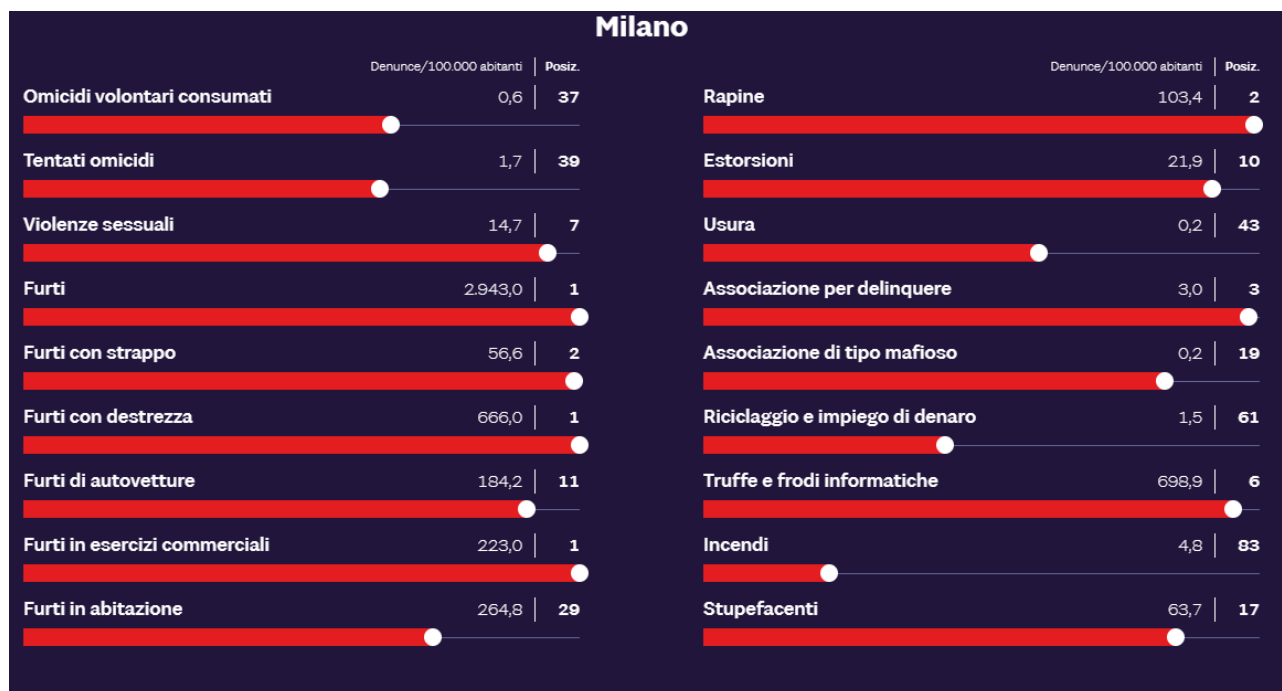 Milano
Denunce/100.000 abitanti | Posiz.
Omicidi volontari consumati 0,6 | 37
Tentati omicidi 1,7 | 39
Violenze sessuali 14,7 | 7
Furti 2.943,0 | 1
Furti con strappo 56,6 | 2
Furti con destrezza 666,0 | 1
Furti di autovetture 184,2 | 11
Furti in esercizi commerciali 223,0 | 1
Furti in abitazione 264,8 | 29
Denunce/100.000 abitanti | Posiz.
Rapine 103,4 | 2
Estorsioni 21,9 | 10
Usura 0,2 | 43
Associazione per delinquere 3,0 | 3
Associazione di tipo mafioso 0,2 | 19
Riciclaggio e impiego di denaro 1,5 | 61
Truffe e frodi informatiche 698,9 | 6
Incendi 4,8 | 83
Stupefacenti 63,7 | 17